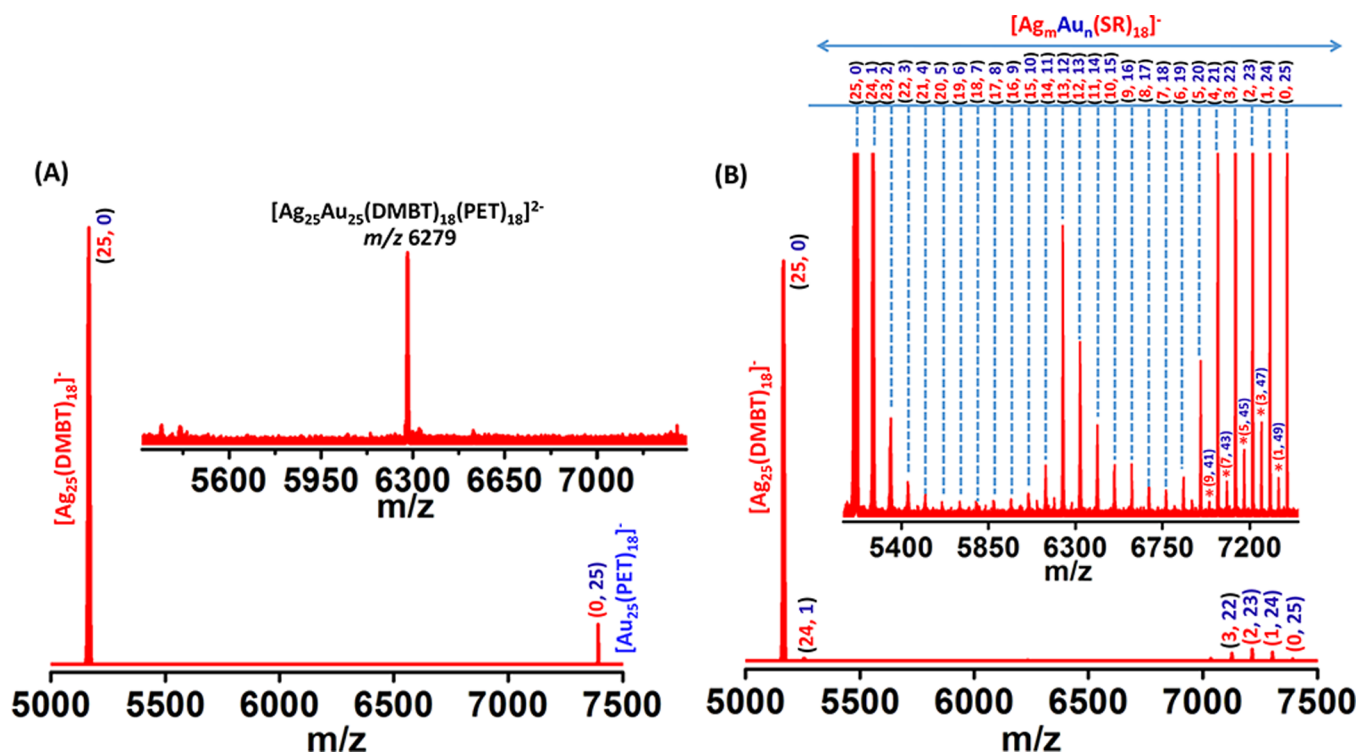 (A)
[Ag25(DMBT)18]-
(25, 0)
[Ag25Au25(DMBT)18(PET)18]2-
m/z 6279
5600 5950 6300 6650 7000
m/z
(0, 25)
[Au25(PET)18]-
5000 5500 6000 6500 7000 7500
m/z
(B)
[AgmAun(SR)18]-
(25, 0) (24, 1) (23, 2) (22, 3) (21, 4) (20, 5) (19, 6) (18, 7) (17, 8) (16, 9) (15, 10) (14, 11) (13, 12) (12, 13) (11, 14) (10, 15) (9, 16) (8, 17) (7, 18) (6, 19) (5, 20) (4, 21) (3, 22) (2, 23) (1, 24) (0, 25)
[Ag25(DMBT)18]-
(25, 0)
*(9, 41) *(7, 43) *(5, 45) *(3, 47) *(1, 49)
5400 5850 6300 6750 7200
m/z
(24, 1)
(3, 22) (2, 23) (1, 24) (0, 25)
5000 5500 6000 6500 7000 7500
m/z